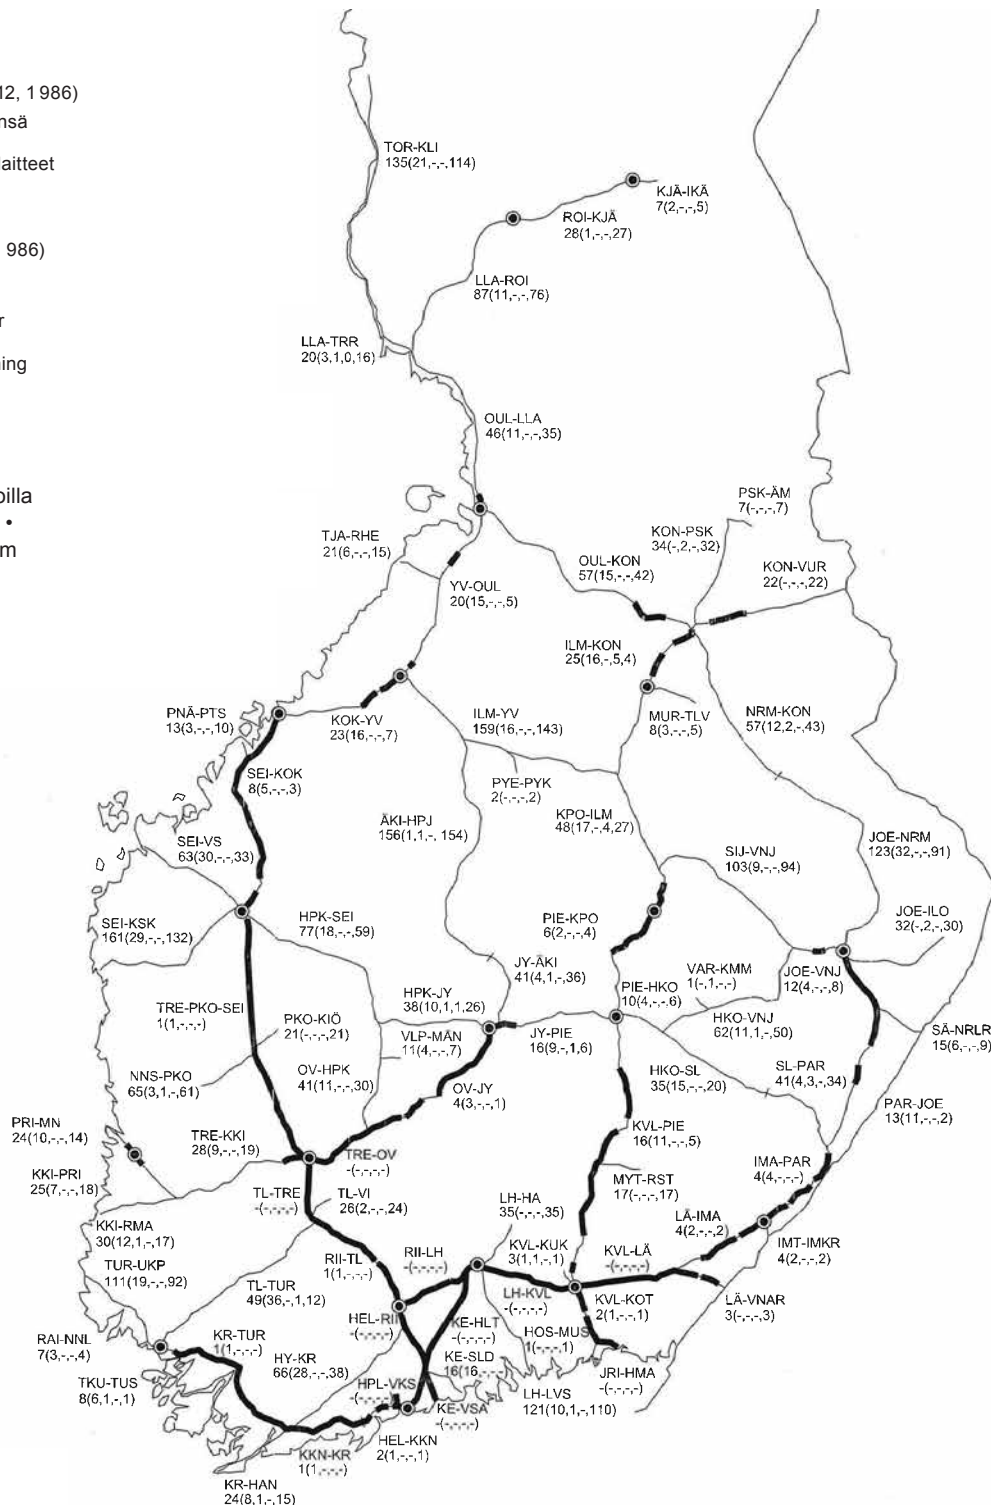 12, 1986)
nsä
laitteet
986)
r
ning
oilla
•
m
TOR-KLI
135(21,-,-,114)
KJÄ-IKÄ
7(2,-,-,5)
ROI-KJÄ
28(1,-,-,27)
LLA-ROI
87(11,-,-,76)
LLA-TRR
20(3,1,0,16)
OUL-LLA
46(11,-,-,35)
PSK-ÄM
7(-,-,-,7)
KON-PSK
34(-,2,-,32)
TJA-RHE
21(6,-,-,15)
OUL-KON
57(15,-,-,42)
KON-VUR
22(-,-,-,22)
YV-OUL
20(15,-,-,5)
ILM-KON
25(16,-,5,4)
PNÄ-PTS
13(3,-,-,10)
KOK-YV
23(16,-,-,7)
ILM-YV
159(16,-,-,143)
MUR-TLV
8(3,-,-,5)
NRM-KON
57(12,2,-,43)
SEI-KOK
8(5,-,-,3)
PYE-PYK
2(-,-,-,2)
ÄKI-HPJ
156(1,1,-, 154)
KPO-ILM
48(17,-,4,27)
SEI-VS
63(30,-,-,33)
SIJ-VNJ
103(9,-,-,94)
JOE-NRM
123(32,-,-,91)
SEI-KSK
161(29,-,-,132)
HPK-SEI
77(18,-,-,59)
PIE-KPO
6(2,-,-,4)
JOE-ILO
32(-,2,-,30)
JY-ÄKI
41(4,1,-,36)
VAR-KMM
1(-,1,-,-)
JOE-VNJ
12(4,-,-,8)
TRE-PKO-SEI
1(1,-,-,-)
PKO-KIÖ
21(-,-,-,21)
HPK-JY
38(10,1,1,26)
PIE-HKO
10(4,-,-,6)
HKO-VNJ
62(11,1,-,50)
SÄ-NRLR
15(6,-,-,9)
VLP-MÄN
11(4,-,-,7)
JY-PIE
16(9,-,1,6)
NNS-PKO
65(3,1,-,61)
OV-HPK
41(11,-,-,30)
OV-JY
4(3,-,-,1)
HKO-SL
35(15,-,-,20)
SL-PAR
41(4,3,-,34)
PAR-JOE
13(11,-,-,2)
PRI-MN
24(10,-,-,14)
TRE-KKI
28(9,-,-,19)
TRE-OV
-(-,-,-,-)
KVL-PIE
16(11,-,-,5)
IMA-PAR
4(4,-,-,-)
KKI-PRI
25(7,-,-,18)
TL-TRE
-(-,-,-,-)
TL-VI
26(2,-,-,24)
MYT-RST
17(-,-,-,17)
KKI-RMA
30(12,1,-,17)
LH-HA
35(-,-,-,35)
LÄ-IMA
4(2,-,-,2)
IMT-IMKR
4(2,-,-,2)
TUR-UKP
111(19,-,-,92)
RII-TL
1(1,-,-,-)
RII-LH
-(-,-,-,-)
KVL-KUK
3(1,1,-,1)
KVL-LÄ
-(-,-,-,-)
TL-TUR
49(36,-,1,12)
LH-KVL
-(-,-,-,-)
KVL-KOT
2(1,-,-,1)
LÄ-VNAR
3(-,-,-,3)
RAI-NNL
7(3,-,-,4)
KR-TUR
1(1,-,-,-)
HEL-RII
-(-,-,-,-)
KE-HLT
-(-,-,-,-)
HOS-MUS
1(-,-,-,1)
HY-KR
66(28,-,-,38)
KE-SLD
16(16,-,-,-
JRI-HMA
-(-,-,-,-)
TKU-TUS
8(6,1,-,1)
HPL-VKS
-(-,-,-,-)
KE-VSA
-(-,-,-,-)
LH-LVS
121(10,1,-,110)
HEL-KKN
2(1,-,-,1)
KKN-KR
1(1,-,-,-)
KR-HAN
24(8,1,-,15)